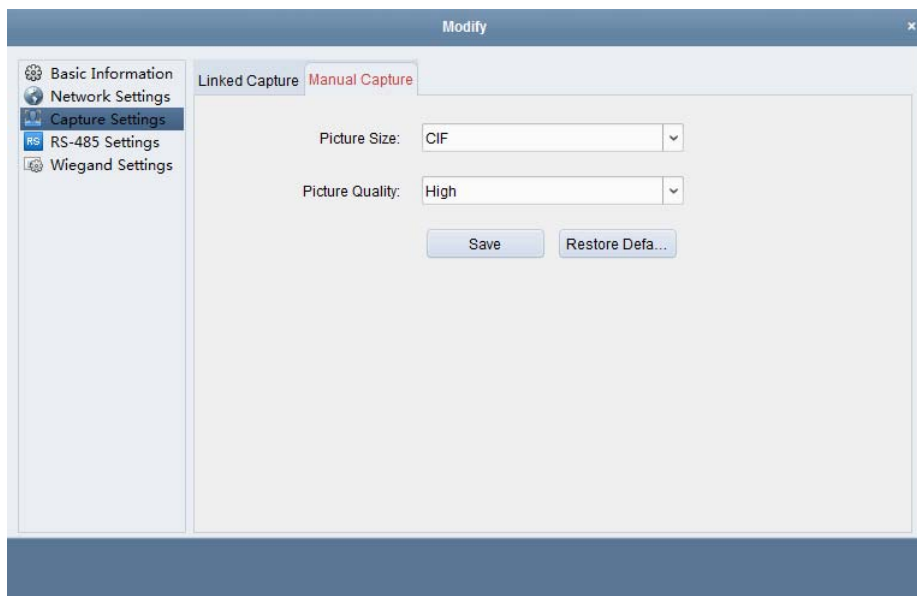 Modify
×
Basic Information
Network Settings
Capture Settings
RS RS-485 Settings
Wiegand Settings
Linked Capture Manual Capture
Picture Size: CIF
Picture Quality: High
Save Restore Defa...